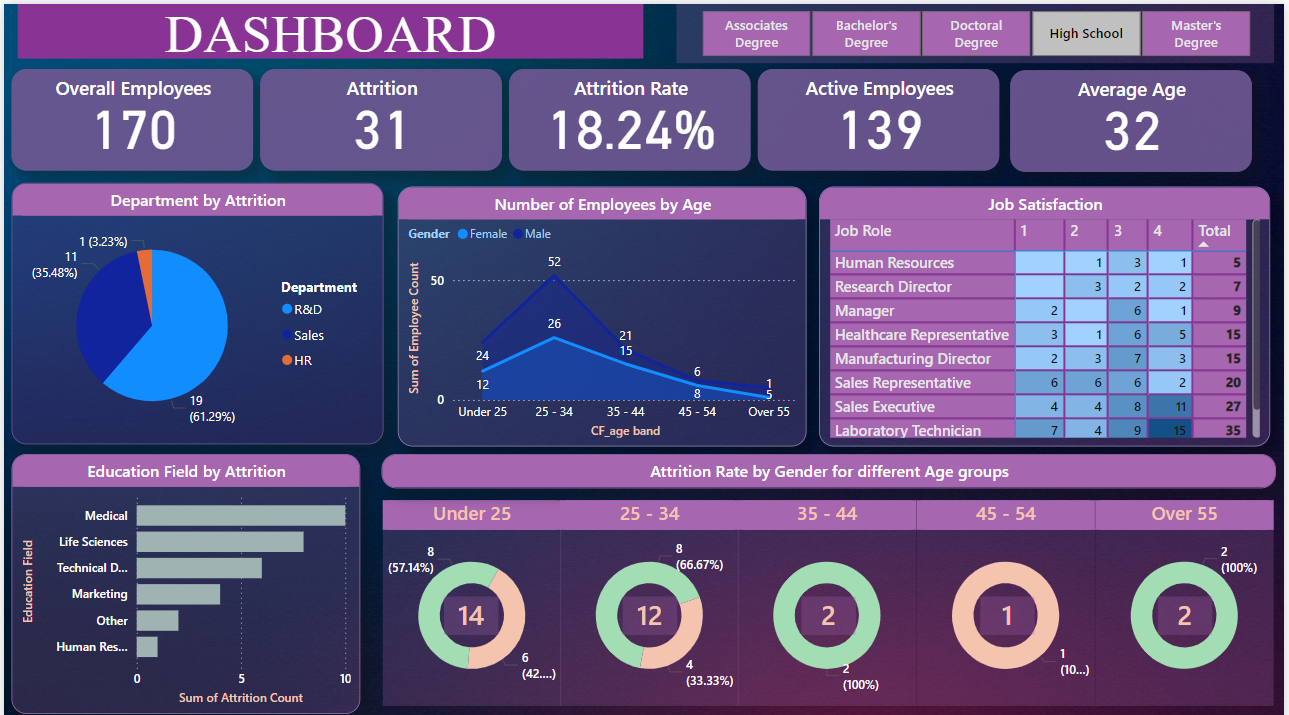 DASHBOARD
Associates
Degree
Bachelor's
Degree
Doctoral
Degree
High School
Master's
Degree
Overall Employees
170
Attrition
31
Attrition Rate
18.24%
Active Employees
139
Average Age
32
Department by Attrition
1 (3.23%)
11
(35.48%)
19
(61.29%)
Department
R&D
Sales
HR
Number of Employees by Age
Gender Female Male
Sum of Employee Count
50
0
52
26
24
12
21
15
6
8
1
5
Under 25 25 - 34 35 - 44 45 - 54 Over 55
CF_age band
Job Satisfaction
Job Role 1 2 3 4 Total
Human Resources 1 3 1 5
Research Director 3 2 2 7
Manager 2 6 1 9
Healthcare Representative 3 1 6 5 15
Manufacturing Director 2 3 7 3 15
Sales Representative 6 6 6 2 20
Sales Executive 4 4 8 11 27
Laboratory Technician 7 4 9 15 35
Education Field by Attrition
Education Field
Medical
Life Sciences
Technical D...
Marketing
Other
Human Res...
0 5 10
Sum of Attrition Count
Attrition Rate by Gender for different Age groups
Under 25 25 - 34 35 - 44 45 - 54 Over 55
8
(57.14%)
14
6
(42....)
8
(66.67%)
12
4
(33.33%)
2
2
(100%)
1
1
(10...)
2
(100%)
2